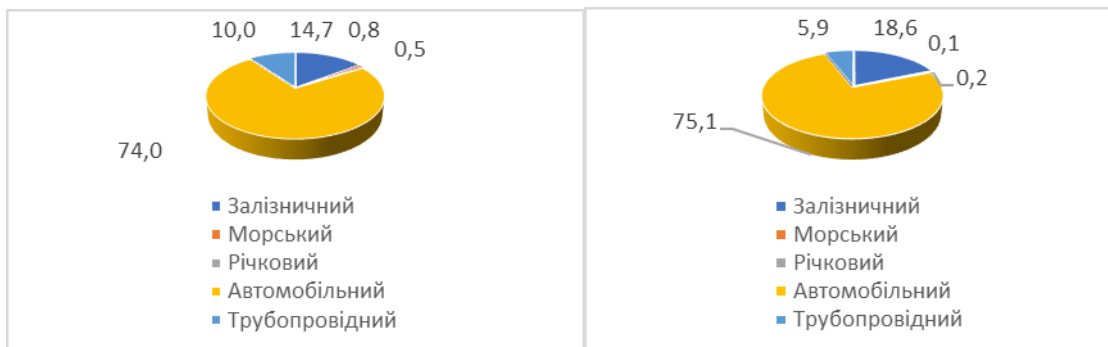 10,0 14,7 0,8
0,5
74,0
Залізничний
Морський
Річковий
Автомобільний
Трубопровідний
5,9 18,6
0,1
0,2
75,1
Залізничний
Морський
Річковий
Автомобільний
Трубопровідний